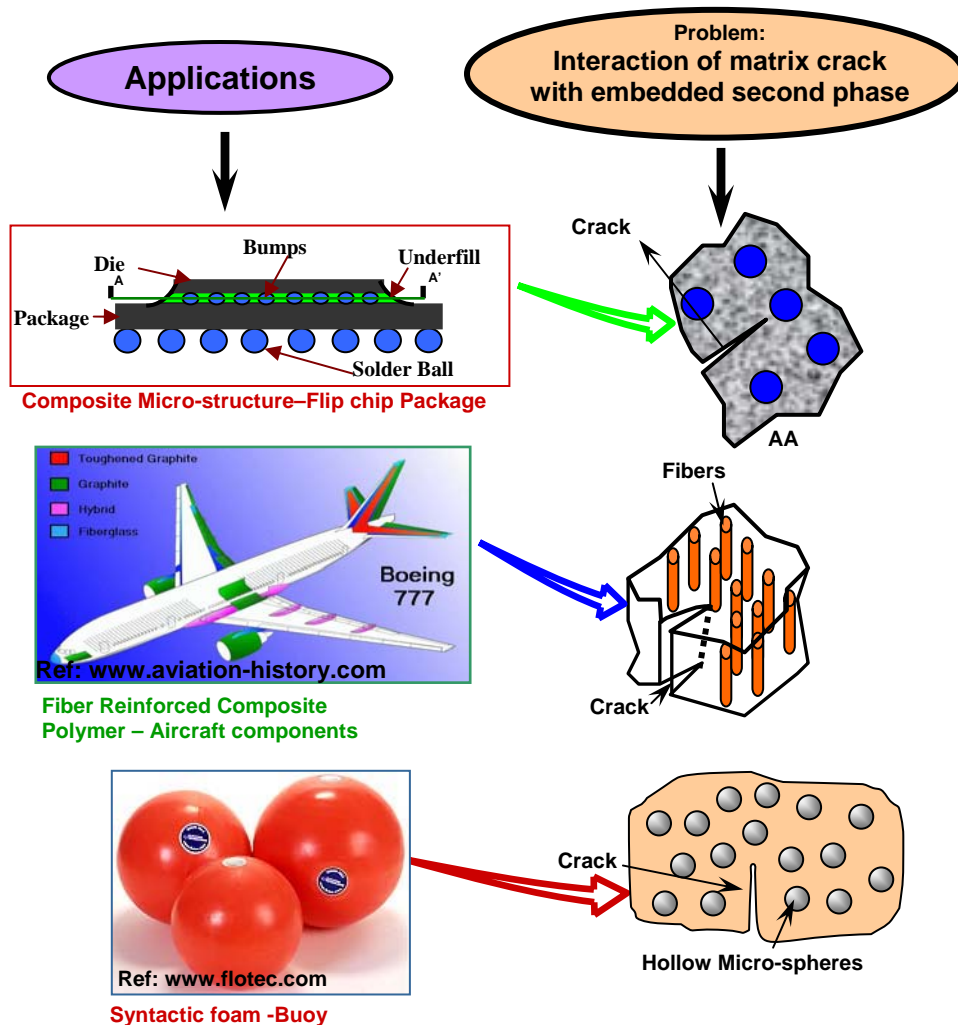 Applications
Problem:
Interaction of matrix crack
with embedded second phase
Bumps
Die
Underfill
A
A'
Package
Solder Ball
Composite Micro-structure–Flip chip Package
Crack
AA
Toughened Graphite
Graphite
Hybrid
Fiberglass
Boeing
777
Ref: www.aviation-history.com
Fiber Reinforced Composite
Polymer – Aircraft components
Fibers
Crack
Ref: www.flotec.com
Syntactic foam -Buoy
Crack
Hollow Micro-spheres